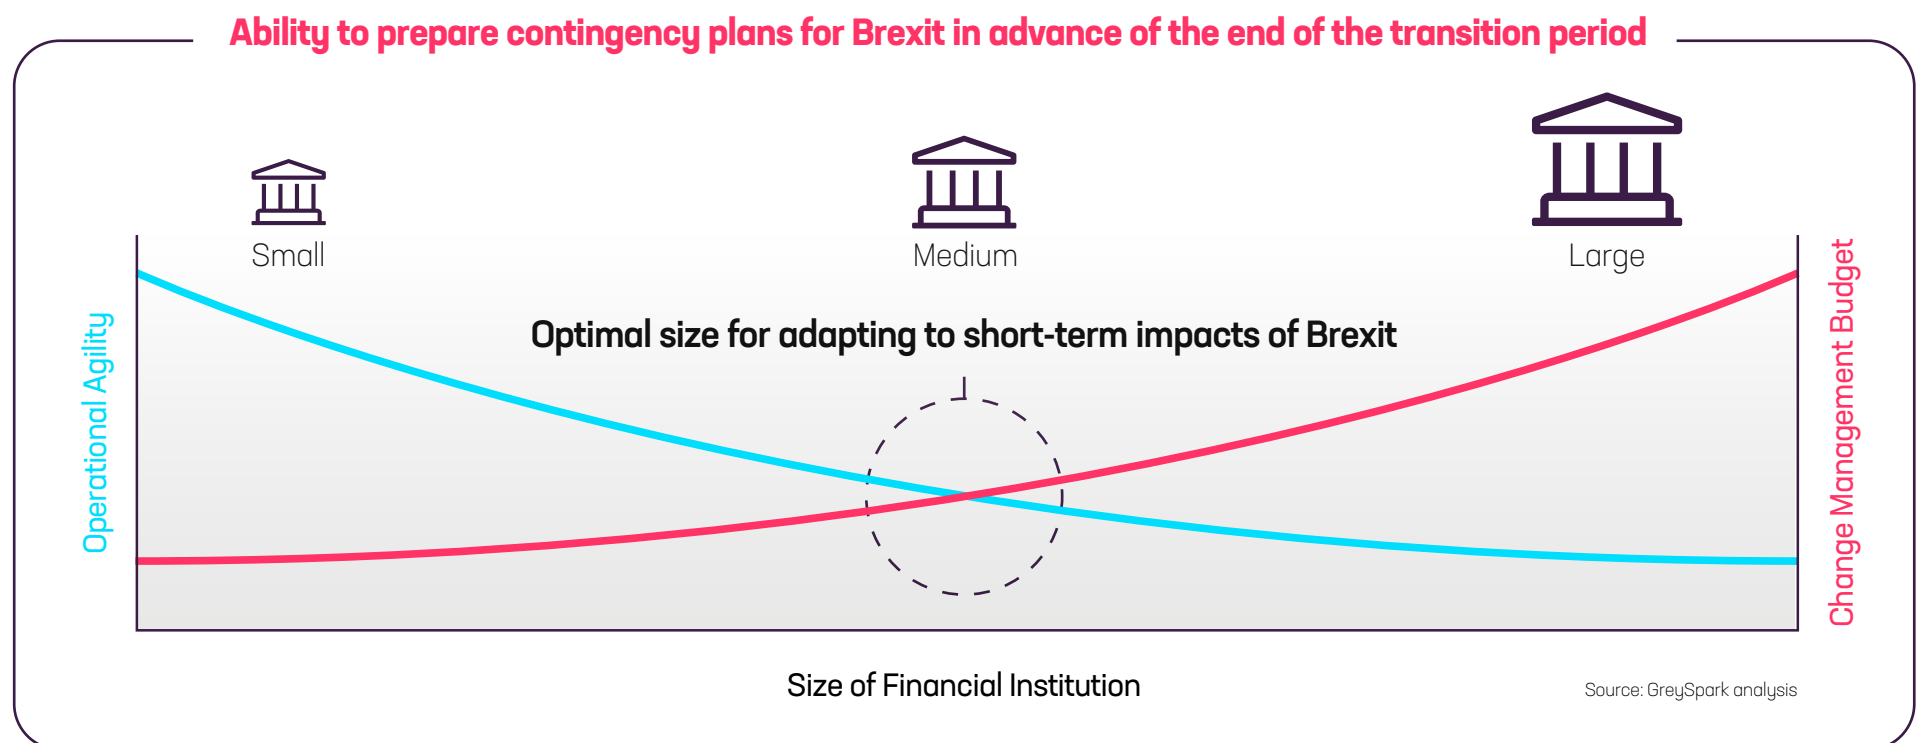 Ability to prepare contingency plans for Brexit in advance of the end of the transition period
Small
Medium
Large
Operational Agility
Optimal size for adapting to short-term impacts of Brexit
Change Management Budget
Size of Financial Institution
Source: GreySpark analysis